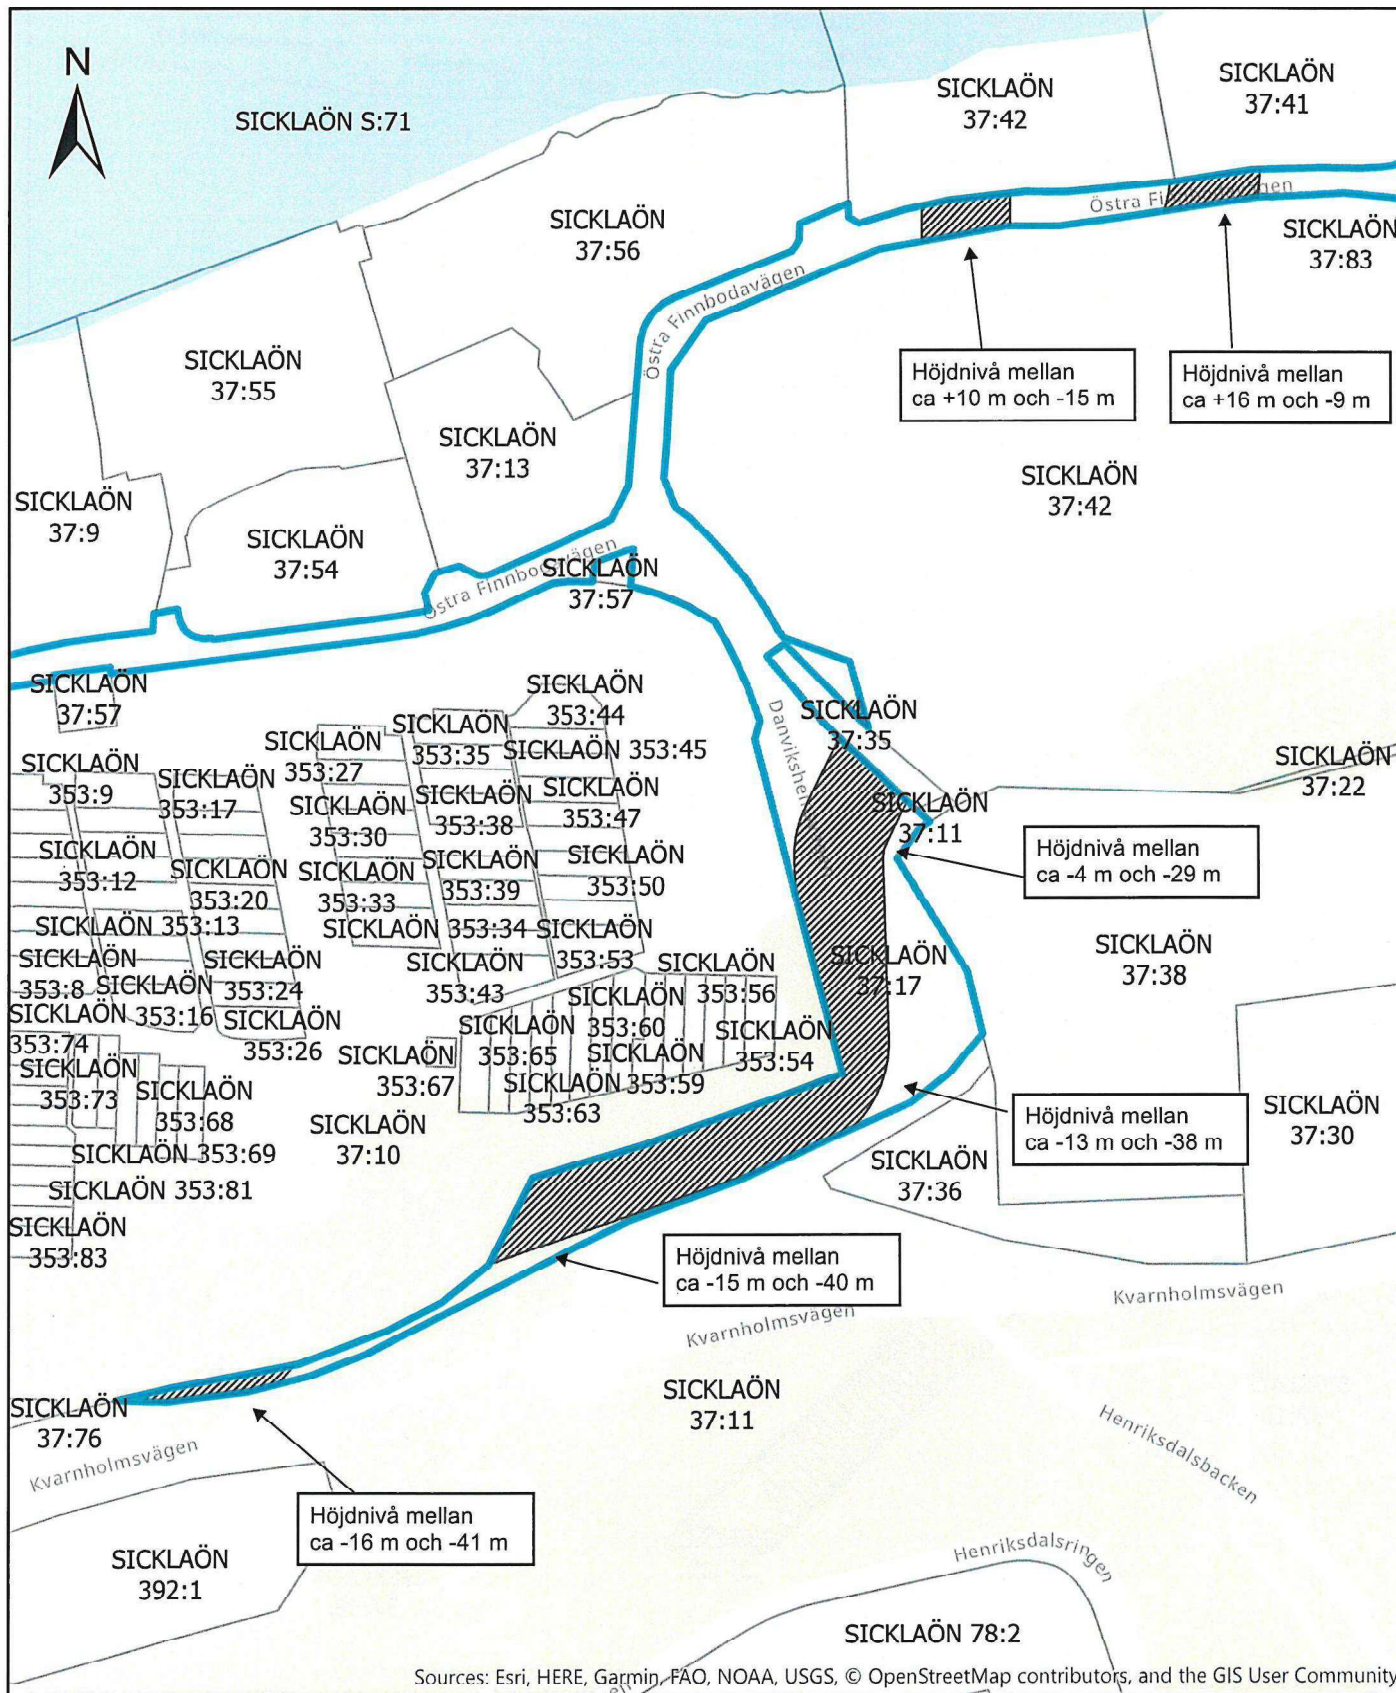 N
SICKLAÖN S:71
SICKLAÖN
37:42
SICKLAÖN
37:41
SICKLAÖN
37:56
Östra Finnbodavägen
SICKLAÖN
37:83
Östra Finnbodavägen
SICKLAÖN
37:55
Höjdnivå mellan
ca +10 m och -15 m
Höjdnivå mellan
ca +16 m och -9 m
SICKLAÖN
37:13
SICKLAÖN
37:42
SICKLAÖN
37:9
SICKLAÖN
37:54
Östra Finnbodavägen
SICKLAÖN
37:57
SICKLAÖN
37:57
SICKLAÖN
353:44
SICKLAÖN
37:35
SICKLAÖN
353:35
SICKLAÖN 353:45
SICKLAÖN
353:27
SICKLAÖN
37:22
SICKLAÖN
353:9
SICKLAÖN
353:17
SICKLAÖN
353:38
SICKLAÖN
353:47
SICKLAÖN
353:30
SICKLAÖN
37:11
Höjdnivå mellan
ca -4 m och -29 m
SICKLAÖN
353:12
SICKLAÖN
353:20
SICKLAÖN
353:33
SICKLAÖN
353:39
SICKLAÖN
353:50
SICKLAÖN 353:13
SICKLAÖN 353:34
SICKLAÖN
353:53
SICKLAÖN
37:38
SICKLAÖN
37:17
SICKLAÖN
353:8
SICKLAÖN
353:16
SICKLAÖN
353:24
SICKLAÖN
353:43
SICKLAÖN
353:56
SICKLAÖN
353:60
SICKLAÖN
353:74
SICKLAÖN
353:26
SICKLAÖN
353:65
SICKLAÖN
353:54
SICKLAÖN
353:67
SICKLAÖN 353:59
SICKLAÖN
353:73
SICKLAÖN
353:68
353:63
Höjdnivå mellan
ca -13 m och -38 m
SICKLAÖN
37:30
SICKLAÖN
37:10
SICKLAÖN 353:69
SICKLAÖN
37:36
SICKLAÖN 353:81
SICKLAÖN
353:83
Höjdnivå mellan
ca -15 m och -40 m
Kvarnholmsvägen
Kvarnholmsvägen
SICKLAÖN
37:11
SICKLAÖN
37:76
Kvarnholmsvägen
Henriksdalsbacken
Höjdnivå mellan
ca -16 m och -41 m
SICKLAÖN
392:1
Henriksdalsringen
SICKLAÖN 78:2
Sources: Esri, HERE, Garmin, FAO, NOAA, USGS, © OpenStreetMap contributors, and the GIS User Community